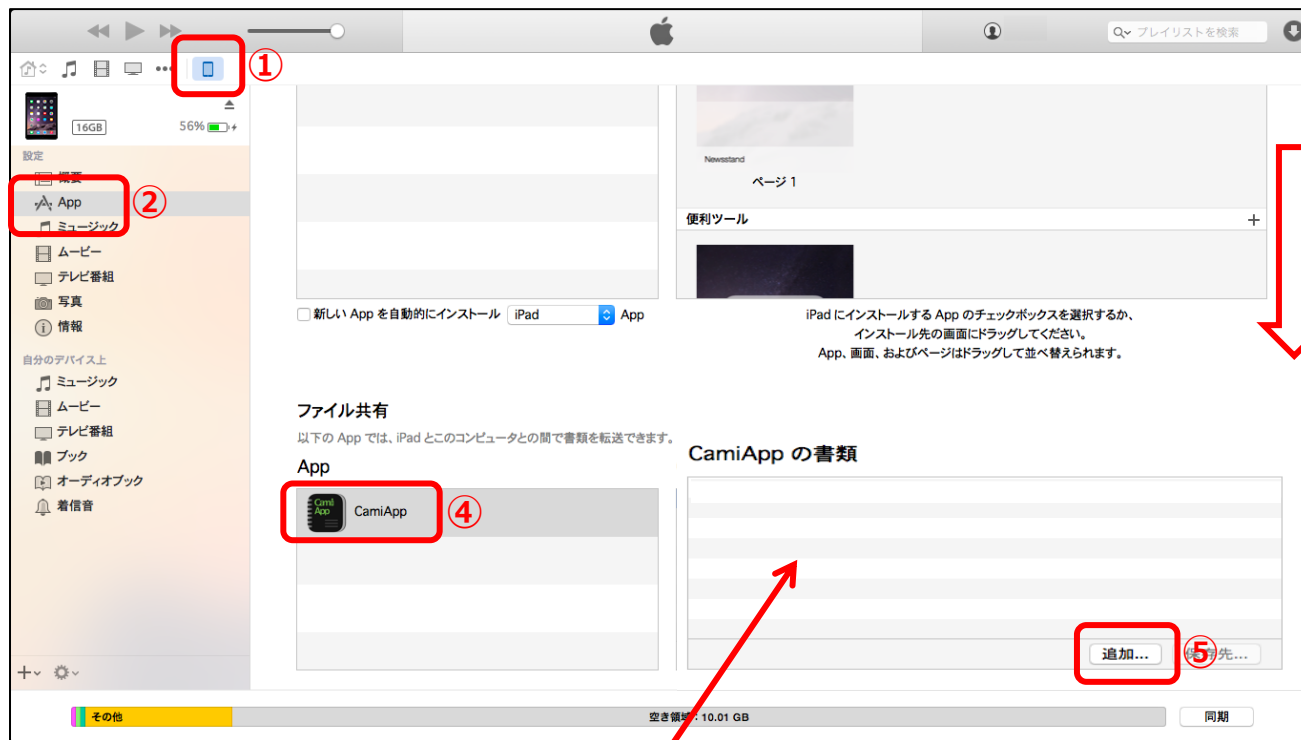 プレイリストを検索
①
16GB
56%
設定
概要
App
②
ミュージック
ムービー
テレビ番組
写真
情報
自分のデバイス上
ミュージック
ムービー
テレビ番組
ブック
オーディオブック
着信音
Newsstand
ページ 1
便利ツール
新しい App を自動的にインストール
iPad
App
iPad にインストールする App のチェックボックスを選択するか、
インストール先の画面にドラッグしてください。
App、画面、およびページはドラッグして並べ替えられます。
ファイル共有
以下の App では、iPad とこのコンピュータとの間で書類を転送できます。
App
Cami
App
CamiApp
④
CamiApp の書類
追加...
⑤
保存先...
その他
空き領域: 10.01 GB
同期